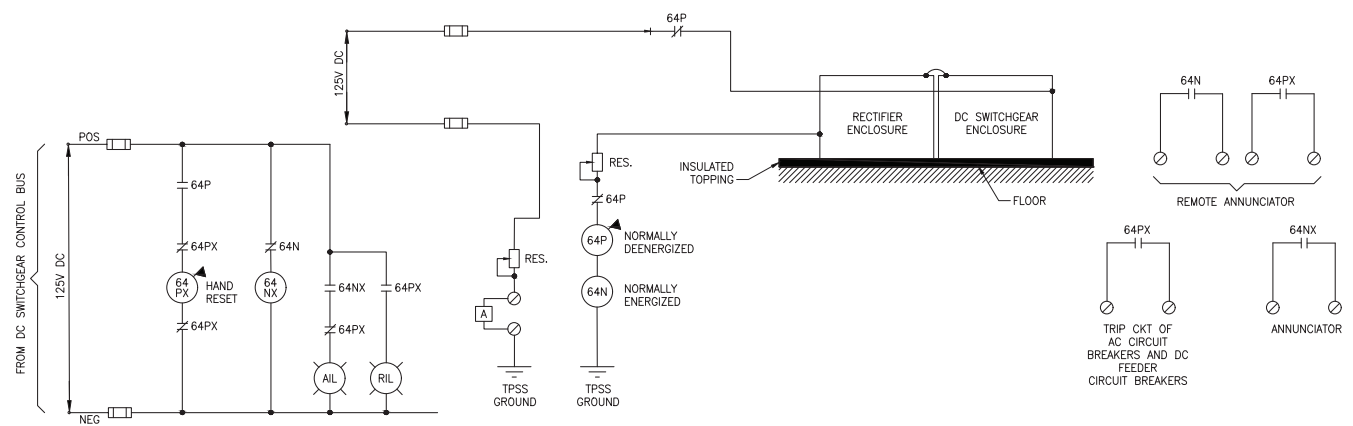 64P
125V DC
RECTIFIER
ENCLOSURE
DC SWITCHGEAR
ENCLOSURE
64N
64PX
POS
RES.
INSULATED
TOPPING
FLOOR
REMOTE ANNUNCIATOR
FROM DC SWITCHGEAR CONTROL BUS
125V DC
64P
64P
64PX
64N
64P
NORMALLY
DEENERGIZED
64PX
64NX
RES.
64
PX
HAND
RESET
64
NX
64NX
64PX
64N
NORMALLY
ENERGIZED
A
64PX
64PX
TRIP CKT OF
AC CIRCUIT
BREAKERS AND DC
FEEDER
CIRCUIT BREAKERS
ANNUNCIATOR
AIL
RIL
TPSS
GROUND
TPSS
GROUND
NEG